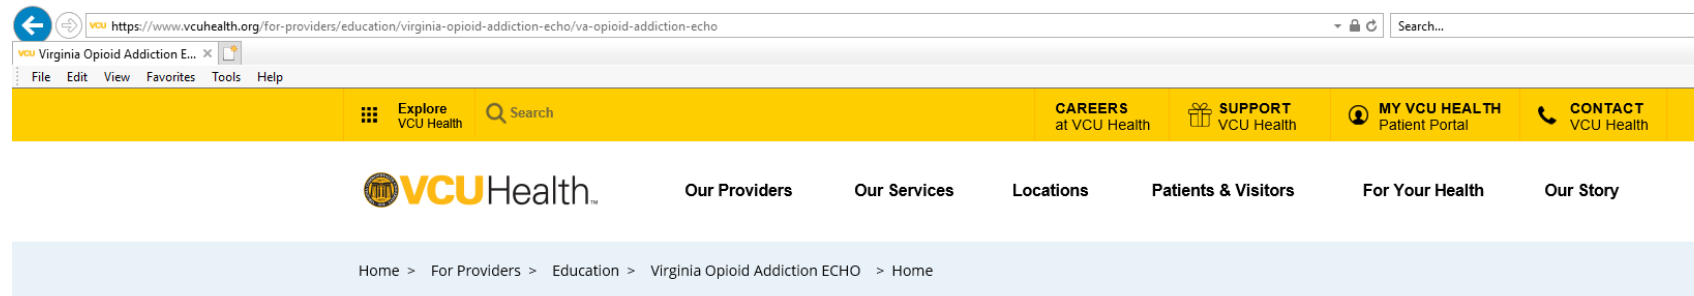 VCU https://www.vcuhealth.org/for-providers/education/virginia-opioid-addiction-echo/va-opioid-addiction-echo Search...
VCU Virginia Opioid Addiction E...
File Edit View Favorites Tools Help
Explore Search CAREERS SUPPORT MY VCU HEALTH CONTACT
VCU Health at VCU Health VCU Health Patient Portal VCU Health
VCUHealth™ Our Providers Our Services Locations Patients & Visitors For Your Health Our Story
Home > For Providers > Education > Virginia Opioid Addiction ECHO > Home